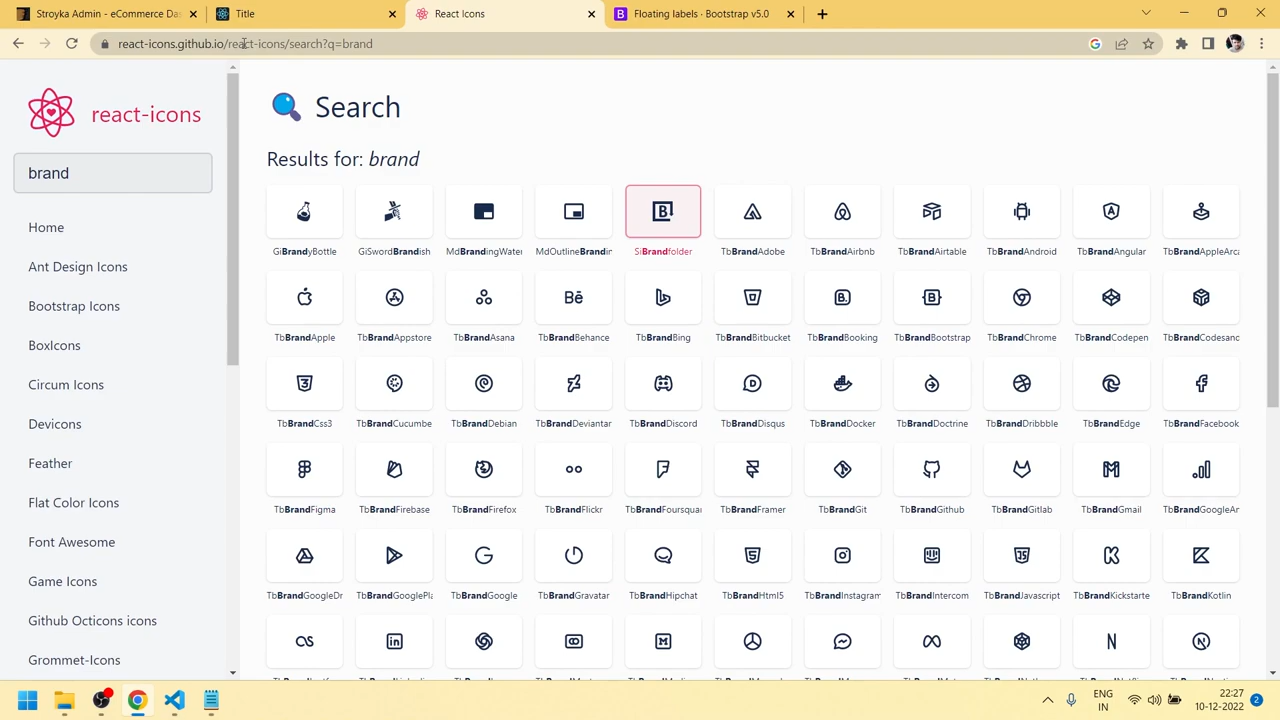 Stroyka Admin - eCommerce Das
Title
React Icons
Floating labels · Bootstrap v5.0
react-icons.github.io/react-icons/search?q=brand
react-icons
brand
Home
Ant Design Icons
Bootstrap Icons
BoxIcons
Circum Icons
Devicons
Feather
Flat Color Icons
Font Awesome
Game Icons
Github Octicons icons
Grommet-Icons
Search
Results for: brand
GiBrandyBottle GiSwordBrandish MdBrandingWater MdOutlineBrandin SiBrandfolder TbBrandAdobe TbBrandAirbnb TbBrandAirtable TbBrandAndroid TbBrandAngular TbBrandAppleArca
TbBrandApple TbBrandAppstore TbBrandAsana TbBrandBehance TbBrandBing TbBrandBitbucket TbBrandBooking TbBrandBootstrap TbBrandChrome TbBrandCodepen TbBrandCodesand
TbBrandCss3 TbBrandCucumbe TbBrandDebian TbBrandDeviantar TbBrandDiscord TbBrandDisqus TbBrandDocker TbBrandDoctrine TbBrandDribbble TbBrandEdge TbBrandFacebook
TbBrandFigma TbBrandFirebase TbBrandFirefox TbBrandFlickr TbBrandFoursquar TbBrandFramer TbBrandGit TbBrandGithub TbBrandGitlab TbBrandGmail TbBrandGoogleAn
TbBrandGoogleDr TbBrandGooglePla TbBrandGoogle TbBrandGravatar TbBrandHipchat TbBrandHtml5 TbBrandInstagram TbBrandIntercom TbBrandJavascript TbBrandKickstarte TbBrandKotlin
ENG
IN
22:27
10-12-2022
2